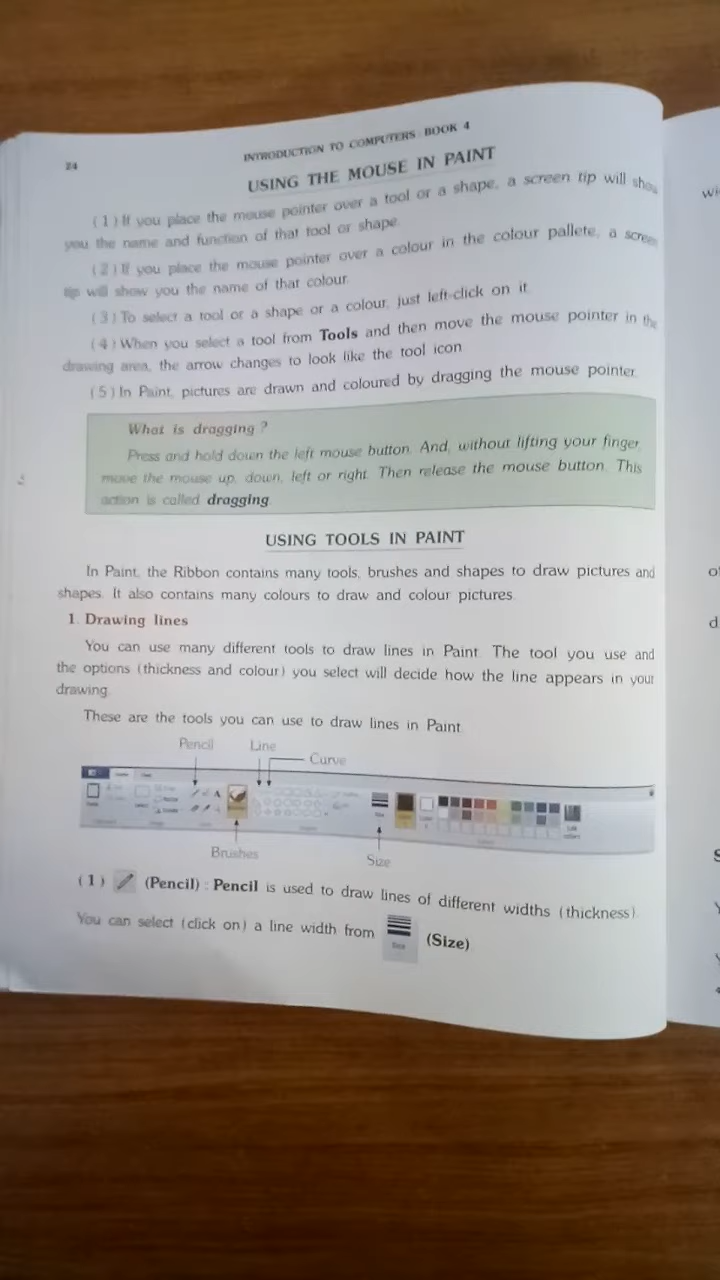 24
INTRODUCTION TO COMPUTERS : BOOK 4
USING THE MOUSE IN PAINT
(1) If you place the mouse pointer over a tool or a shape, a screen tip will show
you the name and function of that tool or shape.
(2) If you place the mouse pointer over a colour in the colour pallete, a screen
tip will show you the name of that colour.
(3) To select a tool or a shape or a colour, just left-click on it.
(4) When you select a tool from Tools and then move the mouse pointer in the
drawing area, the arrow changes to look like the tool icon.
(5) In Paint, pictures are drawn and coloured by dragging the mouse pointer.
What is dragging ?
Press and hold down the left mouse button. And, without lifting your finger,
move the mouse up, down, left or right. Then release the mouse button. This
action is called dragging.
USING TOOLS IN PAINT
In Paint, the Ribbon contains many tools, brushes and shapes to draw pictures and
shapes. It also contains many colours to draw and colour pictures.
1. Drawing lines
You can use many different tools to draw lines in Paint. The tool you use and
the options (thickness and colour) you select will decide how the line appears in your
drawing.
These are the tools you can use to draw lines in Paint.
Pencil Line
Curve
Brushes
Size
(1) (Pencil) : Pencil is used to draw lines of different widths (thickness).
You can select (click on) a line width from (Size)
Size